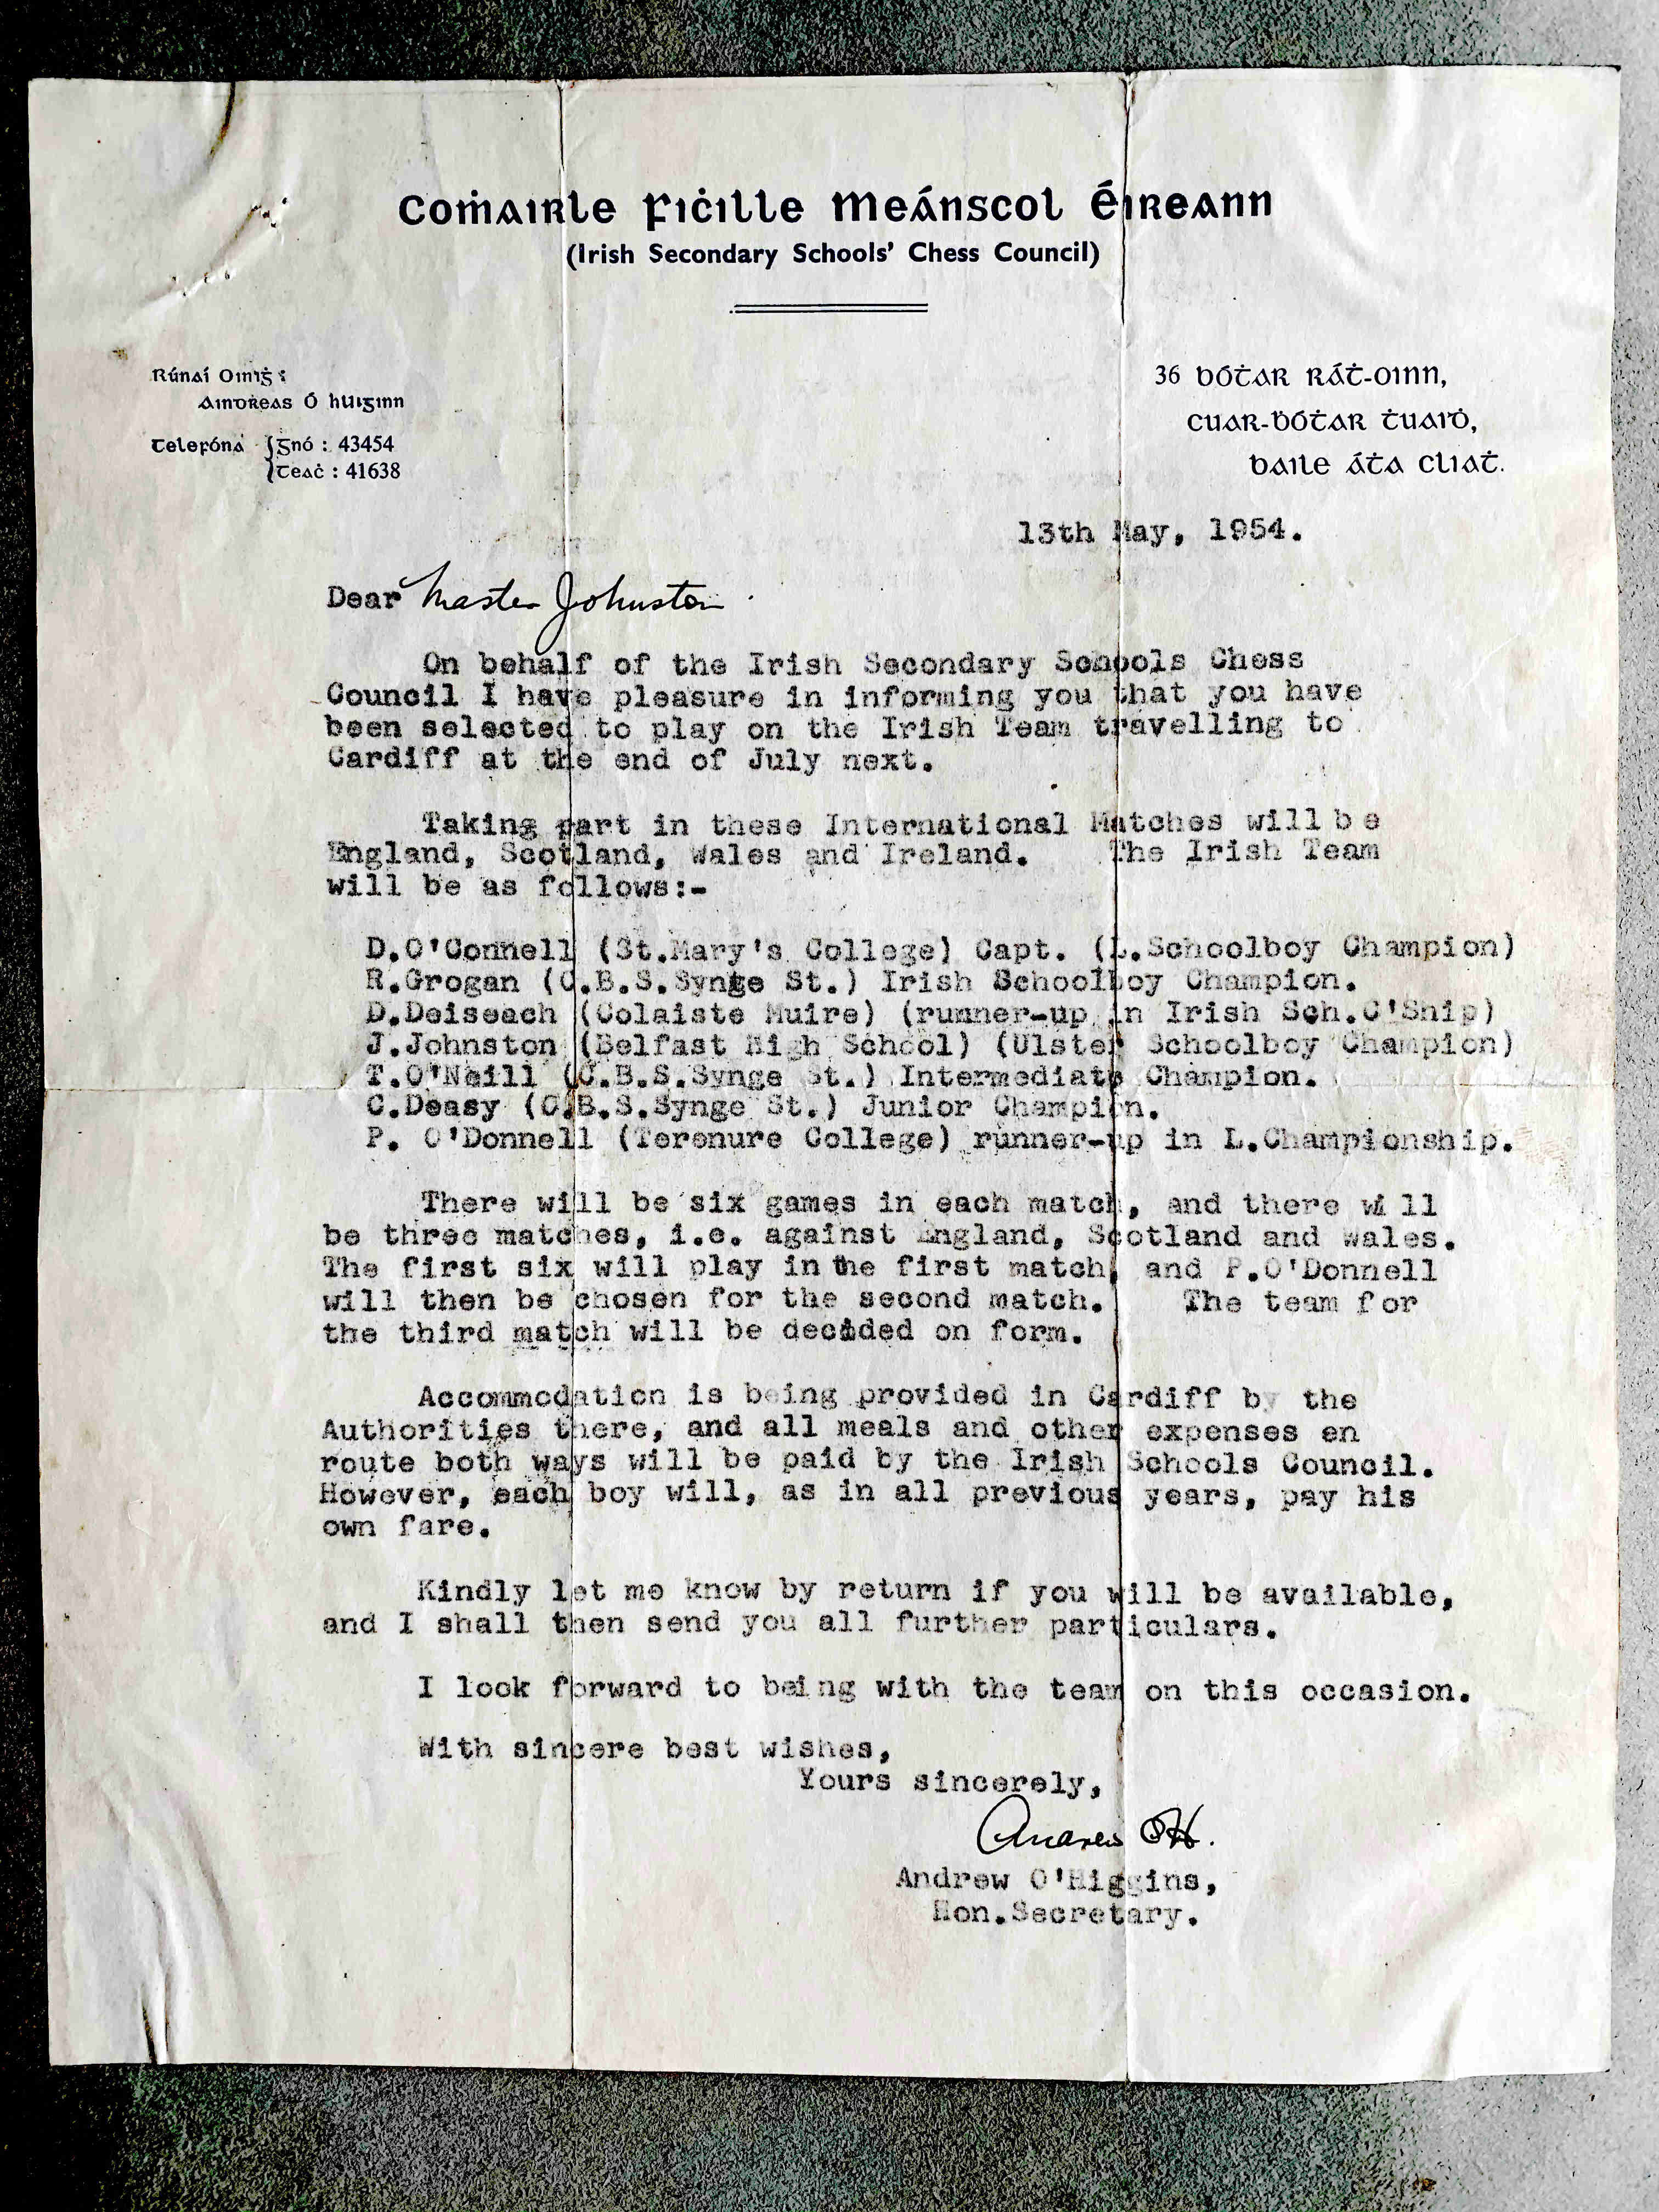 Coṁairle Fiċille Meánscol Éireann
(Irish Secondary Schools' Chess Council)
Rúnaí Oiniġ:
Aindreas Ó hUiginn
Telefóna {Gnó : 43454
{Teaċ : 41638
36 Bóṫar Ráṫ-Oinn,
Cuar-Ḃóṫar Ṫuaiḋ,
Baile Áṫa Cliaṫ.
13th May, 1954.
Dear Master Johnston
On behalf of the Irish Secondary Schools Chess
Council I have pleasure in informing you that you have
been selected to play on the Irish Team travelling to
Cardiff at the end of July next.
Taking part in these International Matches will b e
England, Scotland, Wales and Ireland. The Irish Team
will be as follows:-
D.O'Connell (St.Mary's College) Capt. (L.Schoolboy Champion)
R.Grogan (C.B.S.Synge St.) Irish Schoolboy Champion.
D.Deiseach (Colaiste Muire) (runner-up in Irish Sch.C'Ship)
J.Johnston (Belfast High School) (Ulster Schoolboy Champion)
T.O'Neill (C.B.S.Synge St.) Intermediate Champion.
C.Deasy (C.B.S.Synge St.) Junior Champion.
P. O'Donnell (Terenure College) runner-up in L.Championship.
There will be six games in each match, and there will
be three matches, i.e. against England, Scotland and Wales.
The first six will play in the first match, and P.O'Donnell
will then be chosen for the second match. The team for
the third match will be decided on form.
Accommodation is being provided in Cardiff by the
Authorities there, and all meals and other expenses en
route both ways will be paid by the Irish Schools Council.
However, each boy will, as in all previous years, pay his
own fare.
Kindly let me know by return if you will be available,
and I shall then send you all further particulars.
I look forward to being with the team on this occasion.
With sincere best wishes,
Yours sincerely,
Andrew OH.
Andrew O'Higgins,
Hon.Secretary.